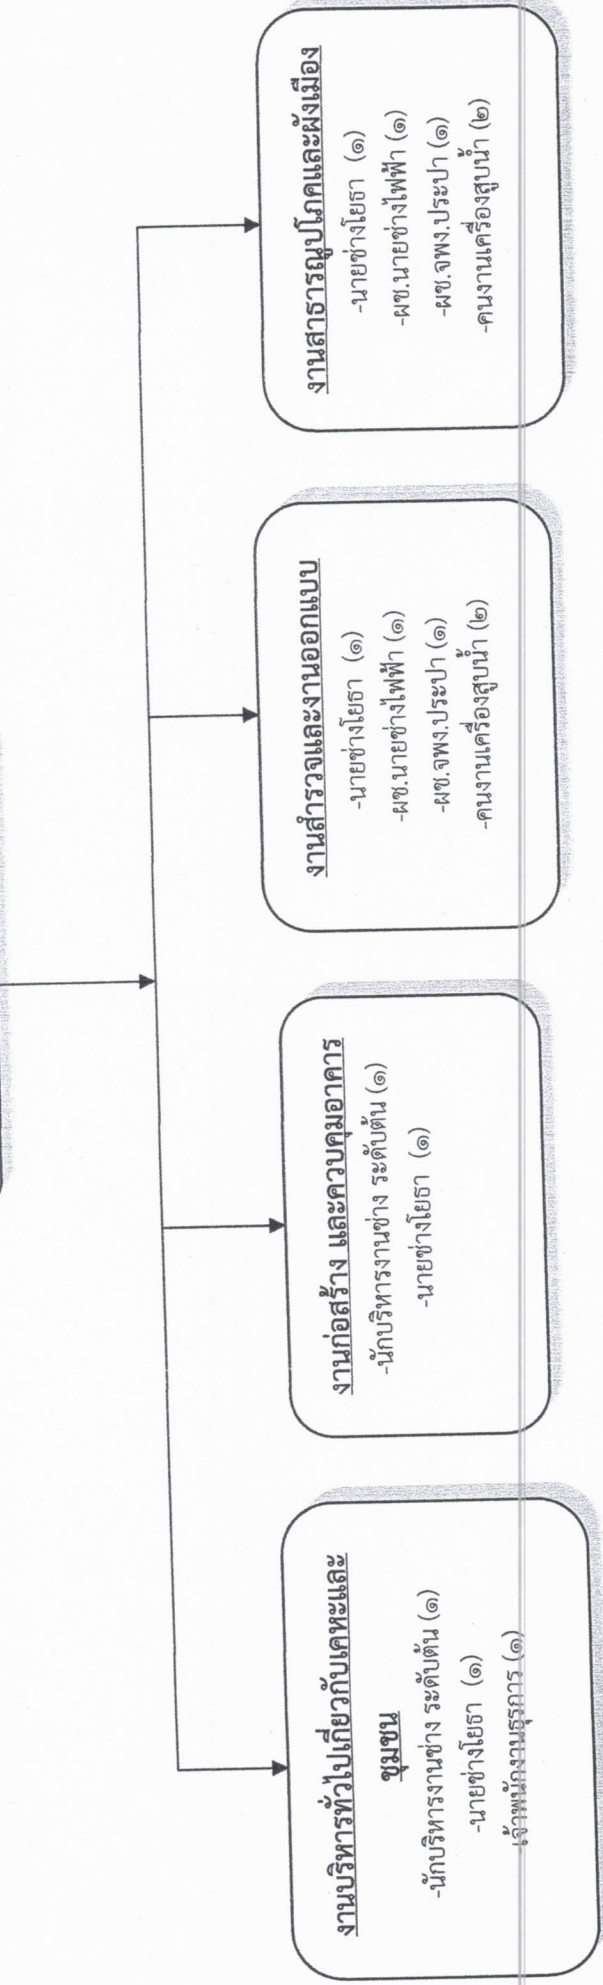 งานบริหารทั่วไปเกี่ยวกับเคหะและ
ชุมชน
-นักบริหารงานช่าง ระดับต้น (๑)
-นายช่างโยธา (๑)
-เจ้าพนักงานธุรการ (๑)
งานก่อสร้าง และควบคุมอาคาร
-นักบริหารงานช่าง ระดับต้น (๑)
-นายช่างโยธา (๑)
งานสำรวจและงานออกแบบ
-นายช่างโยธา (๑)
-ผช.นายช่างไฟฟ้า (๑)
-ผช.จพง.ประปา (๑)
-คนงานเครื่องสูบน้ำ (๒)
งานสาธารณูปโภคและผังเมือง
-นายช่างโยธา (๑)
-ผช.นายช่างไฟฟ้า (๑)
-ผช.จพง.ประปา (๑)
-คนงานเครื่องสูบน้ำ (๒)